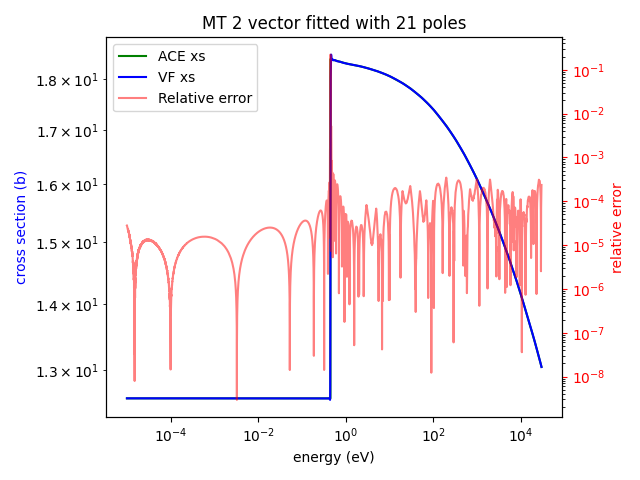 MT 2 vector fitted with 21 poles
ACE xs
VF xs
Relative error
cross section (b)
1.8 × 10¹
1.7 × 10¹
1.6 × 10¹
1.5 × 10¹
1.4 × 10¹
1.3 × 10¹
10⁻¹
10⁻²
10⁻³
10⁻⁴
10⁻⁵
10⁻⁶
10⁻⁷
10⁻⁸
relative error
10⁻⁴ 10⁻² 10⁰ 10² 10⁴
energy (eV)